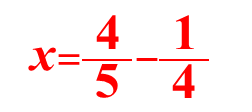 x = 4/5 − 1/4